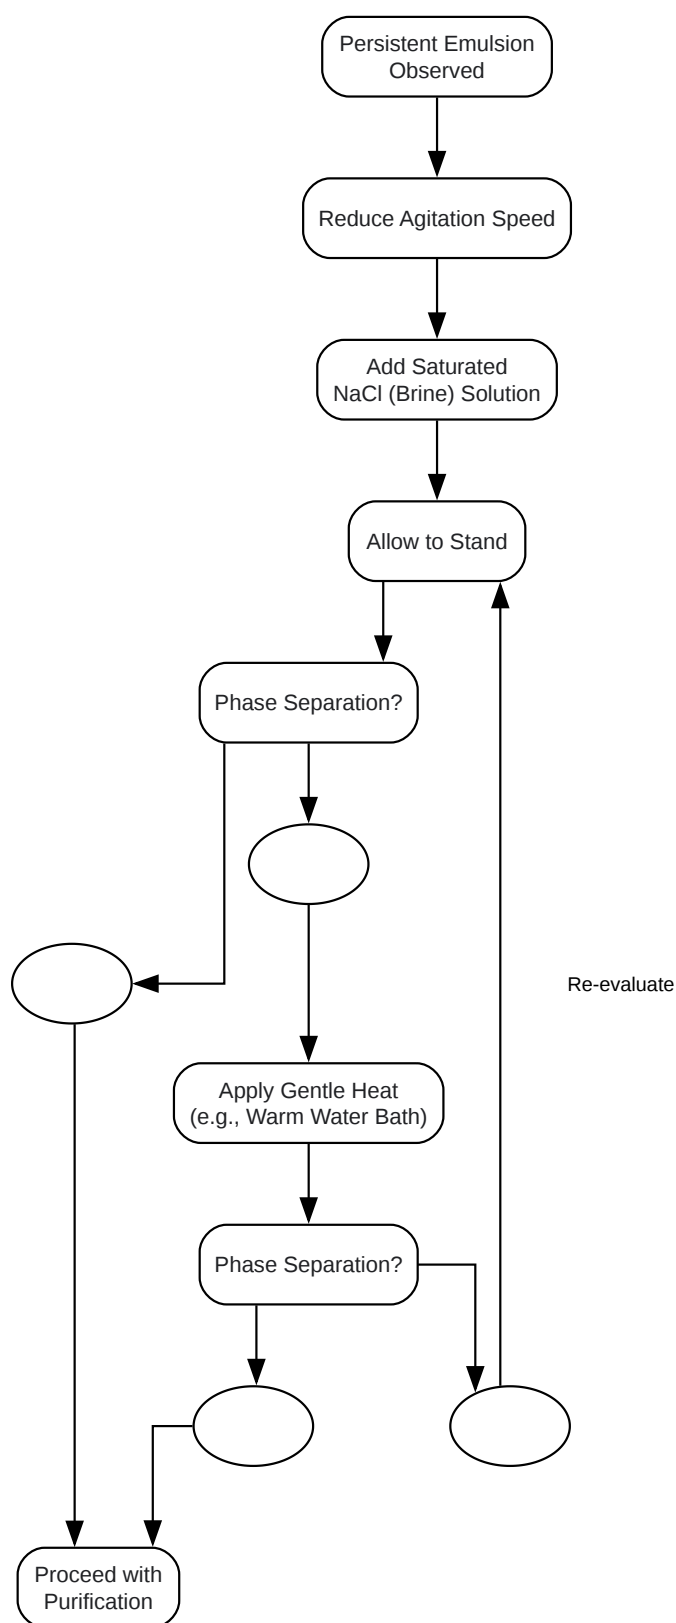 Persistent Emulsion
Observed
Reduce Agitation Speed
Add Saturated
NaCl (Brine) Solution
Allow to Stand
Phase Separation?
Re-evaluate
Apply Gentle Heat
(e.g., Warm Water Bath)
Phase Separation?
Proceed with
Purification